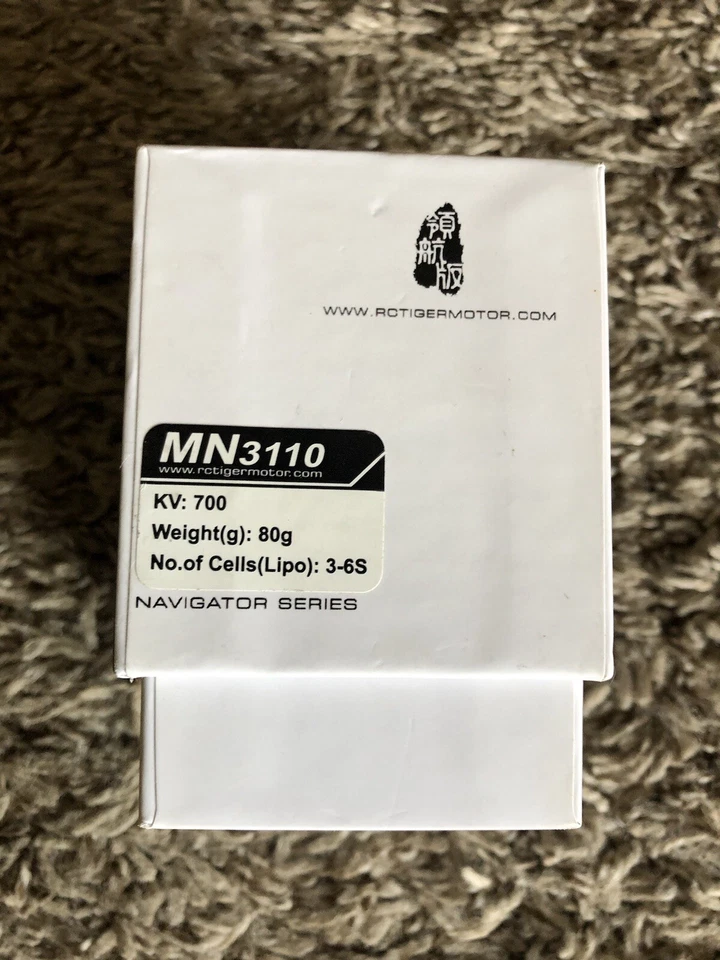 領
航
版
WWW.RCTIGERMOTOR.COM
MN3110
www.rctigermotor.com
KV: 700
Weight(g): 80g
No.of Cells(Lipo): 3-6S
NAVIGATOR SERIES